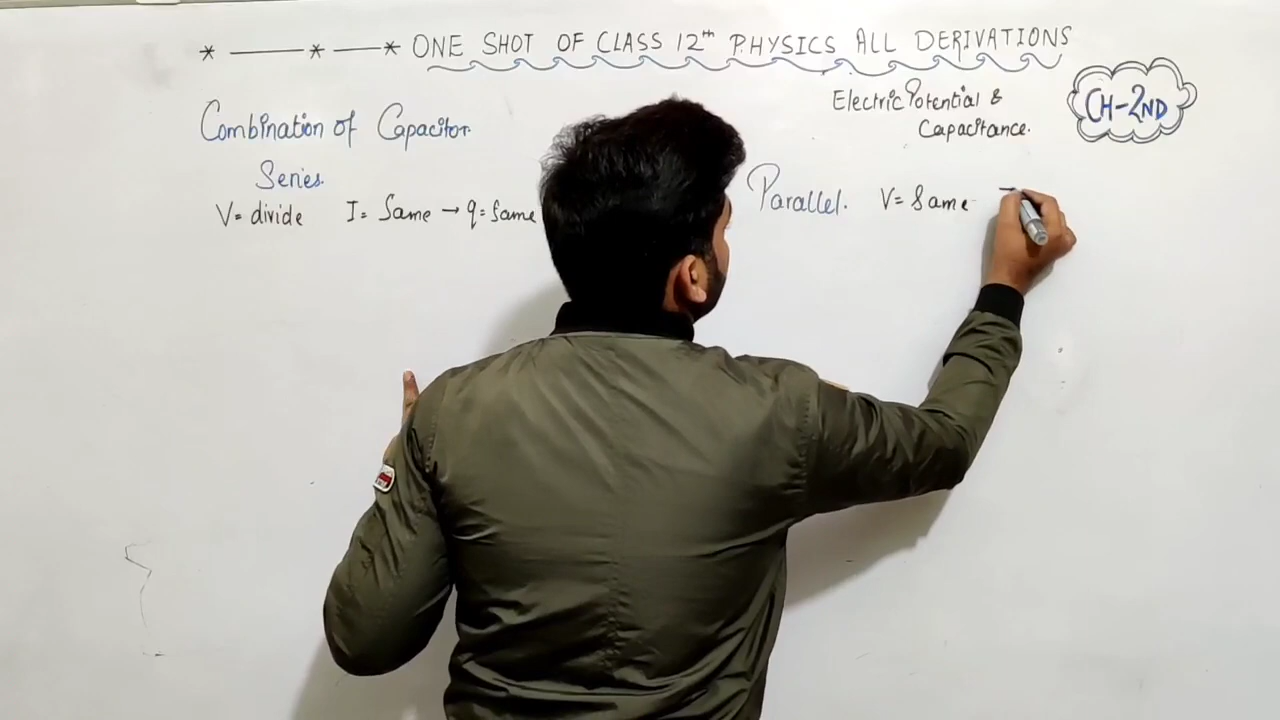 * —— * — * ONE SHOT OF CLASS 12th PHYSICS ALL DERIVATIONS
Electric Potential &
Capacitance.
CH-2ND
Combination of Capacitor.
Series.
V= divide I= Same → q= Same
Parallel. V= Same